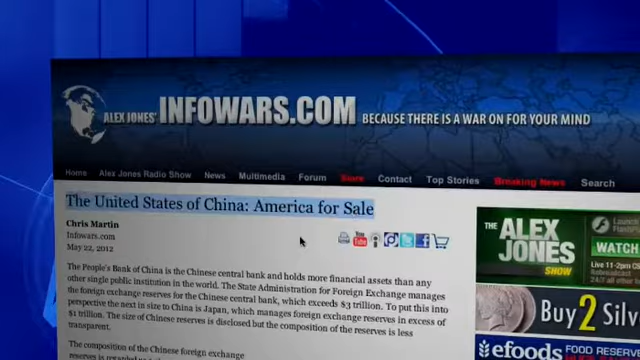 ALEX JONES' INFOWARS.COM BECAUSE THERE IS A WAR ON FOR YOUR MIND
Home Alex Jones Radio Show News Multimedia Forum Store Contact Top Stories Breaking News Search
The United States of China: America for Sale
Chris Martin
Infowars.com
May 22, 2012
The People's Bank of China is the Chinese central bank and holds more financial assets than any
other single public institution in the world. The State Administration for Foreign Exchange manages
the foreign exchange reserves for the Chinese central bank, which exceeds $3 trillion. To put this into
perspective the next in size to China is Japan, which manages foreign exchange reserves in excess of
$1 trillion. The size of Chinese reserves is disclosed but the composition of the reserves is less
transparent.
The composition of the Chinese foreign exchange
THE
ALEX
JONES
SHOW
WATCH
Live 11-2pm
Buy 2 Silv
efoods FOOD RESERV